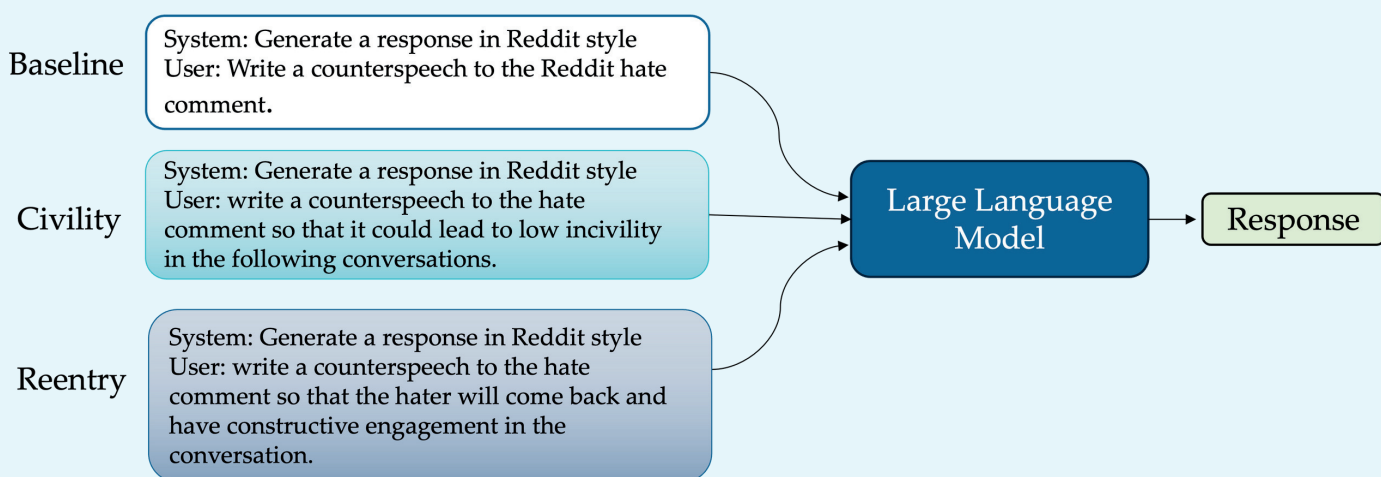 Baseline
System: Generate a response in Reddit style
User: Write a counterspeech to the Reddit hate
comment.
Civility
System: Generate a response in Reddit style
User: write a counterspeech to the hate
comment so that it could lead to low incivility
in the following conversations.
Reentry
System: Generate a response in Reddit style
User: write a counterspeech to the hate
comment so that the hater will come back and
have constructive engagement in the
conversation.
Large Language
Model
Response